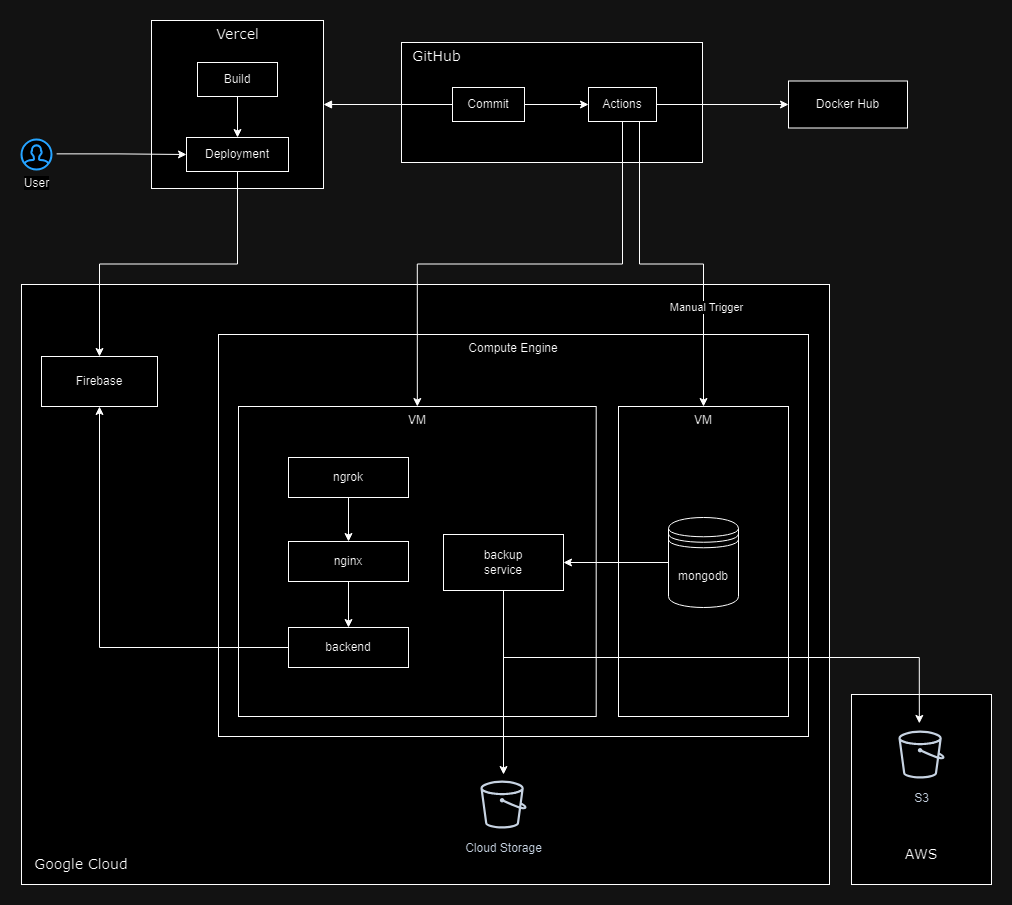 Vercel
Build
Deployment
User
GitHub
Commit
Actions
Docker Hub
Manual Trigger
Firebase
Compute Engine
VM
ngrok
nginx
backend
backup
service
VM
mongodb
Cloud Storage
Google Cloud
S3
AWS